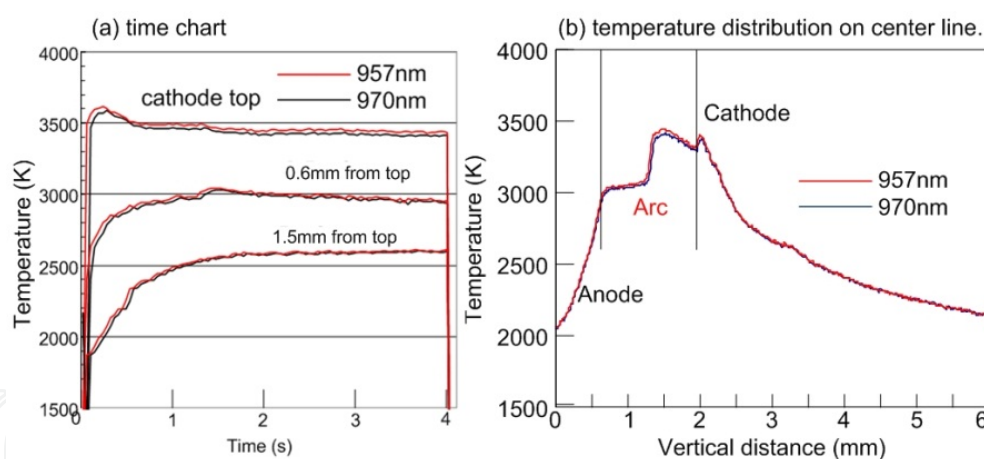 (a) time chart
4000
3500
3000
2500
2000
1500
Temperature (K)
957nm
970nm
cathode top
0.6mm from top
1.5mm from top
0
1
2
3
4
Time (s)
(b) temperature distribution on center line.
4000
3500
3000
2500
2000
1500
Temperature (K)
Cathode
957nm
970nm
Arc
Anode
0
1
2
3
4
5
6
Vertical distance (mm)